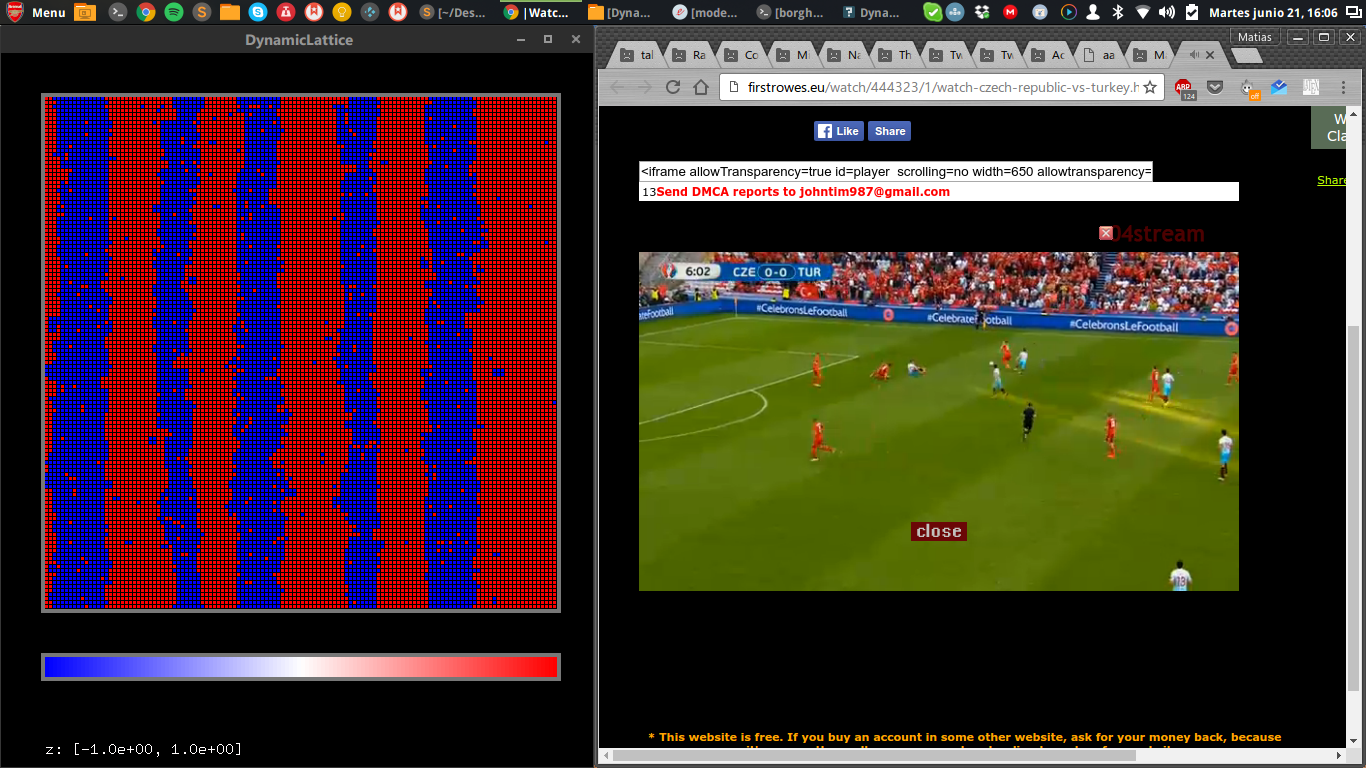 Menu
S [~/Des...
|Watc...
[Dyna...
[mode...
[borgh...
Dyna...
Martes junio 21, 16:06
DynamicLattice
Matias
tal
Ra
Co
Mi
Na
Th
Tw
Tw
Ac
aa
M
firstrowes.eu/watch/444323/1/watch-czech-republic-vs-turkey.h
ABP
124
off
W
Cla
Like
Share
<iframe allowTransparency=true id=player scrolling=no width=650 allowtransparency=
Share
13Send DMCA reports to johntim987@gmail.com
04stream
6:02 CZE 0-0 TUR
ateFootball
#CelebronsLeFootball
#CelebrateFootball
#CelebronsLeFootball
close
* This website is free. If you buy an account in some other website, ask for your money back, because
z: [-1.0e+00, 1.0e+00]